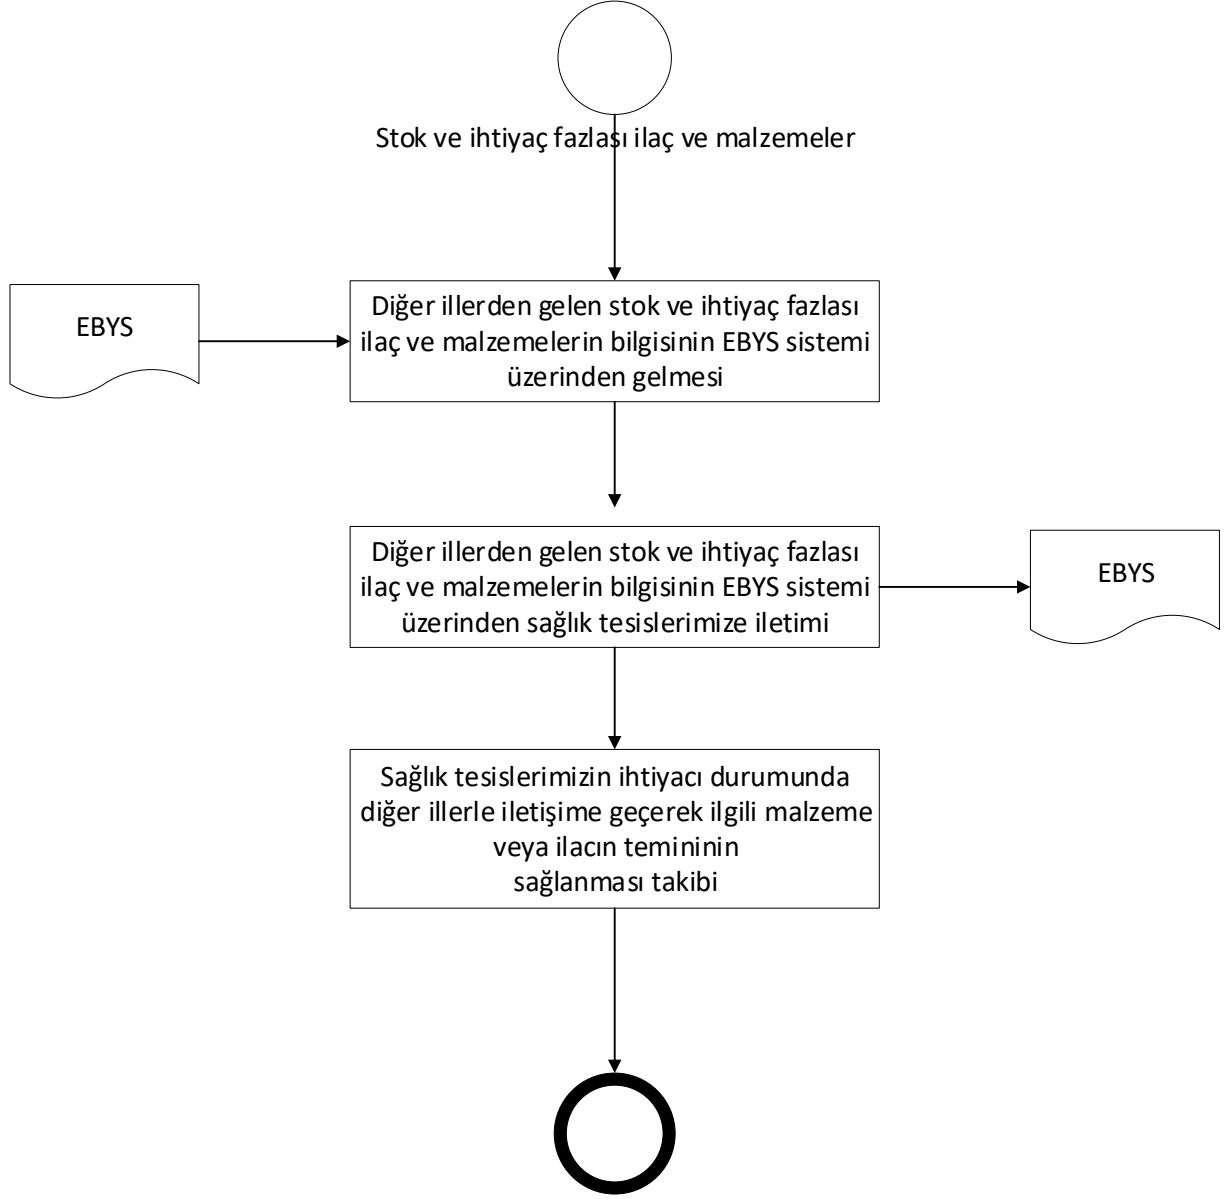 Stok ve ihtiyaç fazlası ilaç ve malzemeler
EBYS
Diğer illerden gelen stok ve ihtiyaç fazlası
ilaç ve malzemelerin bilgisinin EBYS sistemi
üzerinden gelmesi
Diğer illerden gelen stok ve ihtiyaç fazlası
ilaç ve malzemelerin bilgisinin EBYS sistemi
üzerinden sağlık tesislerimize iletimi
EBYS
Sağlık tesislerimizin ihtiyacı durumunda
diğer illerle iletişime geçerek ilgili malzeme
veya ilacın temininin
sağlanması takibi